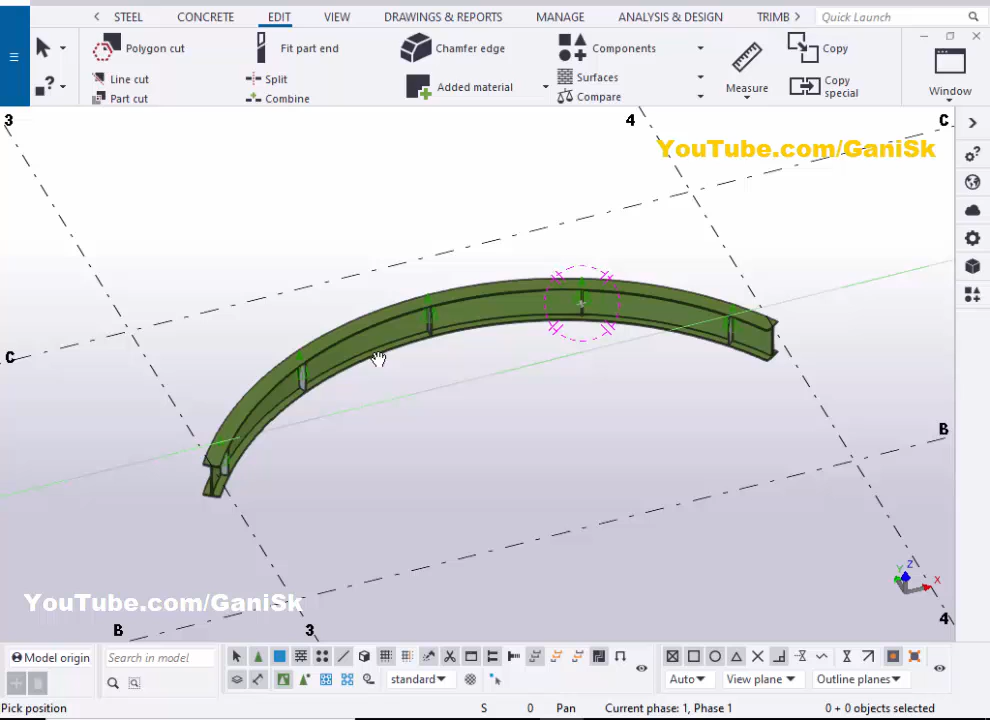 STEEL CONCRETE EDIT VIEW DRAWINGS & REPORTS MANAGE ANALYSIS & DESIGN TRIMB Quick Launch
Polygon cut Fit part end Chamfer edge Components Copy
Line cut Split Added material Surfaces Measure Copy special Window
Part cut Combine Compare
3 4 C
YouTube.com/GaniSk
C
B
Y Z X
YouTube.com/GaniSk
B 3 4
Model origin Search in model
standard Auto View plane Outline planes
Pick position S 0 Pan Current phase: 1, Phase 1 0 + 0 objects selected